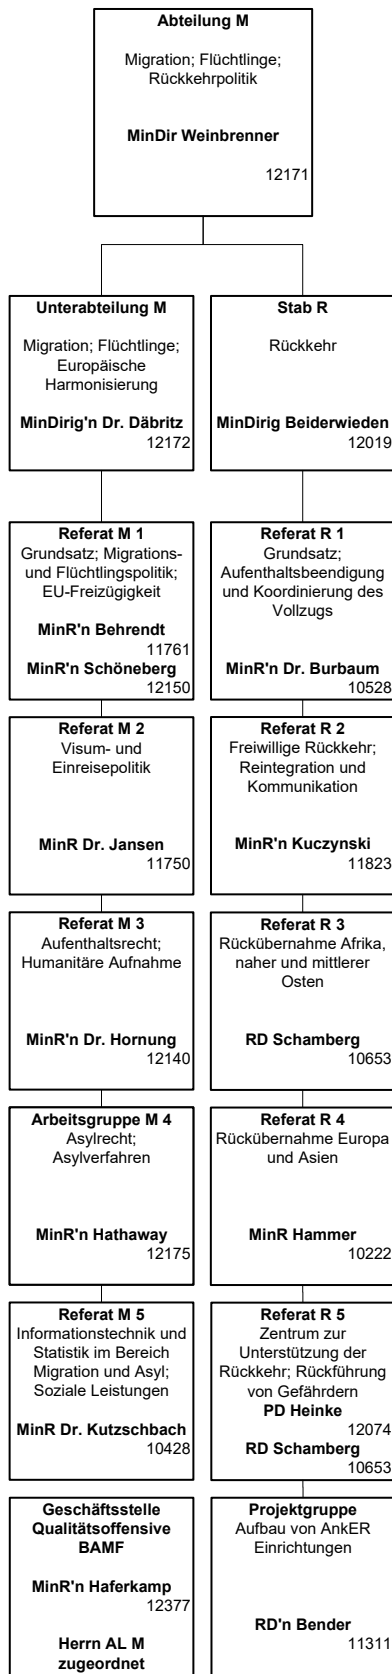 Abteilung M
Migration; Flüchtlinge;
Rückkehrpolitik
MinDir Weinbrenner
12171
Unterabteilung M
Migration; Flüchtlinge;
Europäische
Harmonisierung
MinDirig'n Dr. Däbritz
12172
Stab R
Rückkehr
MinDirig Beiderwieden
12019
Referat M 1
Grundsatz; Migrations-
und Flüchtlingspolitik;
EU-Freizügigkeit
MinR'n Behrendt
11761
MinR'n Schöneberg
12150
Referat R 1
Grundsatz;
Aufenthaltsbeendigung
und Koordinierung des
Vollzugs
MinR'n Dr. Burbaum
10528
Referat M 2
Visum- und
Einreisepolitik
MinR Dr. Jansen
11750
Referat R 2
Freiwillige Rückkehr;
Reintegration und
Kommunikation
MinR'n Kuczynski
11823
Referat M 3
Aufenthaltsrecht;
Humanitäre Aufnahme
MinR'n Dr. Hornung
12140
Referat R 3
Rückübernahme Afrika,
naher und mittlerer
Osten
RD Schamberg
10653
Arbeitsgruppe M 4
Asylrecht;
Asylverfahren
MinR'n Hathaway
12175
Referat R 4
Rückübernahme Europa
und Asien
MinR Hammer
10222
Referat M 5
Informationstechnik und
Statistik im Bereich
Migration und Asyl;
Soziale Leistungen
MinR Dr. Kutzschbach
10428
Referat R 5
Zentrum zur
Unterstützung der
Rückkehr; Rückführung
von Gefährdern
PD Heinke
12074
RD Schamberg
10653
Geschäftsstelle
Qualitätsoffensive
BAMF
MinR'n Haferkamp
12377
Herrn AL M
zugeordnet
Projektgruppe
Aufbau von AnkER
Einrichtungen
RD'n Bender
11311